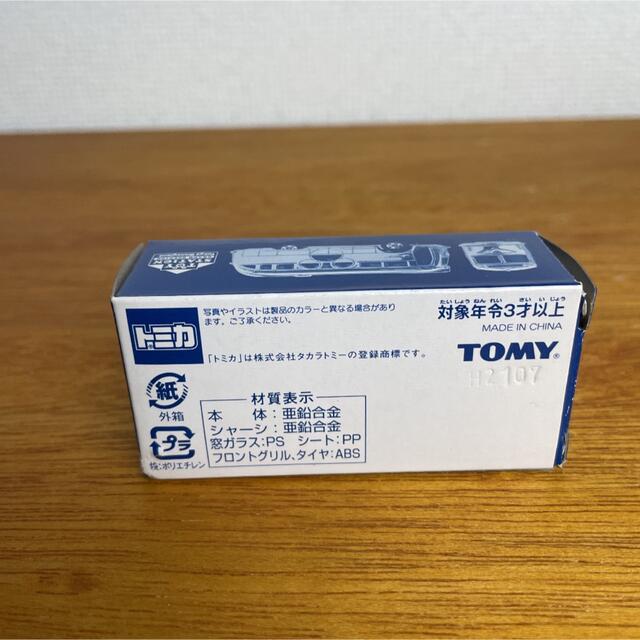 TOY
STATION
写真やイラストは製品のカラーと異なる場合があり
ます。ご了承ください。
トミカ
「トミカ」は株式会社タカラトミーの登録商標です。
たいしょう ねん れい さい い じょう
対象年令3才以上
MADE IN CHINA
TOMY®
H2107
紙
外箱
プラ
袋:ポリエチレン
材質表示
本体:亜鉛合金
シャーシ:亜鉛合金
窓ガラス:PS シート:PP
フロントグリル、タイヤ:ABS